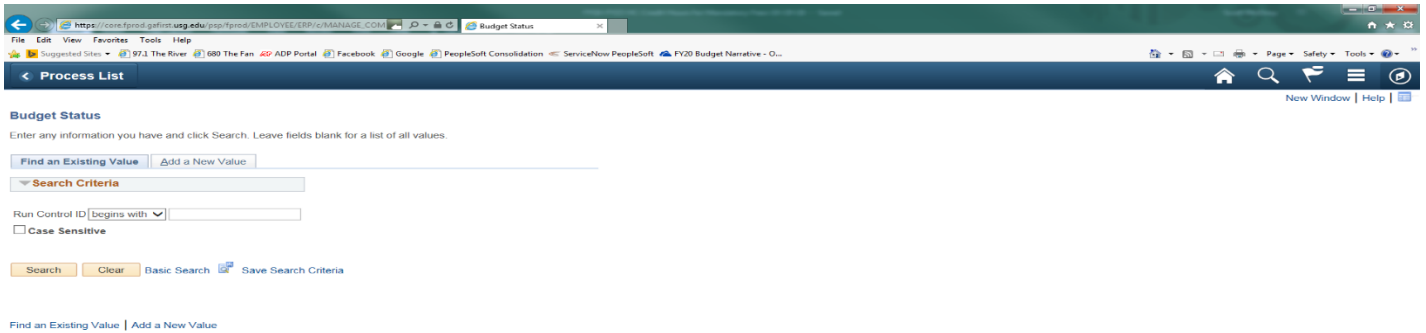 https://core.fprod.gafirst.usg.edu/psp/fprod/EMPLOYEE/ERP/c/MANAGE_COM Budget Status
File Edit View Favorites Tools Help
Suggested Sites 97.1 The River 680 The Fan ADP Portal Facebook Google PeopleSoft Consolidation ServiceNow PeopleSoft FY20 Budget Narrative - O... Page Safety Tools
Process List
New Window | Help |
Budget Status
Enter any information you have and click Search. Leave fields blank for a list of all values.
Find an Existing Value Add a New Value
Search Criteria
Run Control ID begins with
Case Sensitive
Search Clear Basic Search Save Search Criteria
Find an Existing Value | Add a New Value